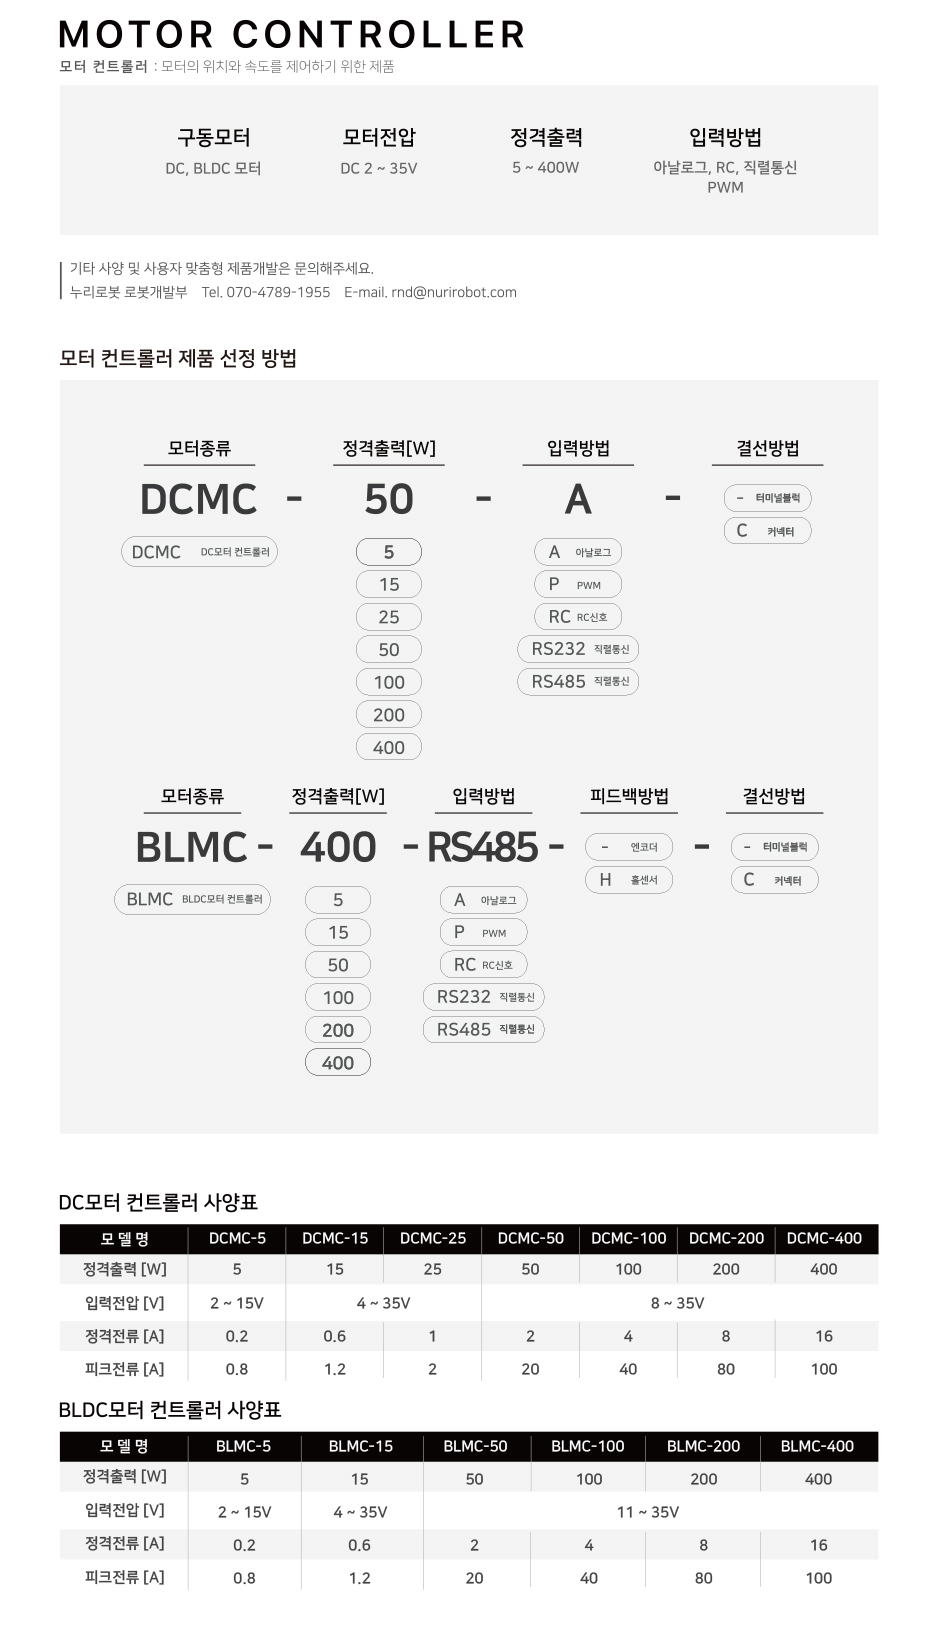 MOTOR CONTROLLER
모터 컨트롤러 : 모터의 위치와 속도를 제어하기 위한 제품
구동모터 모터전압 정격출력 입력방법
DC, BLDC 모터 DC 2 ~ 35V 5 ~ 400W 아날로그, RC, 직렬통신
PWM
기타 사양 및 사용자 맞춤형 제품개발은 문의해주세요.
누리로봇 로봇개발부 Tel. 070-4789-1955 E-mail. rnd@nurirobot.com
모터 컨트롤러 제품 선정 방법
모터종류 정격출력[W] 입력방법 결선방법
DCMC - 50 - A - - 터미널블럭
C 커넥터
DCMC DC모터 컨트롤러 5 A 아날로그
15 P PWM
25 RC RC신호
50 RS232 직렬통신
100 RS485 직렬통신
200
400
모터종류 정격출력[W] 입력방법 피드백방법 결선방법
BLMC - 400 - RS485 - - 엔코더 - - 터미널블럭
H 홀센서 C 커넥터
BLMC BLDC모터 컨트롤러 5 A 아날로그
15 P PWM
50 RC RC신호
100 RS232 직렬통신
200 RS485 직렬통신
400
DC모터 컨트롤러 사양표
모 델 명 DCMC-5 DCMC-15 DCMC-25 DCMC-50 DCMC-100 DCMC-200 DCMC-400
정격출력 [W] 5 15 25 50 100 200 400
입력전압 [V] 2 ~ 15V 4 ~ 35V 8 ~ 35V
정격전류 [A] 0.2 0.6 1 2 4 8 16
피크전류 [A] 0.8 1.2 2 20 40 80 100
BLDC모터 컨트롤러 사양표
모 델 명 BLMC-5 BLMC-15 BLMC-50 BLMC-100 BLMC-200 BLMC-400
정격출력 [W] 5 15 50 100 200 400
입력전압 [V] 2 ~ 15V 4 ~ 35V 11 ~ 35V
정격전류 [A] 0.2 0.6 2 4 8 16
피크전류 [A] 0.8 1.2 20 40 80 100